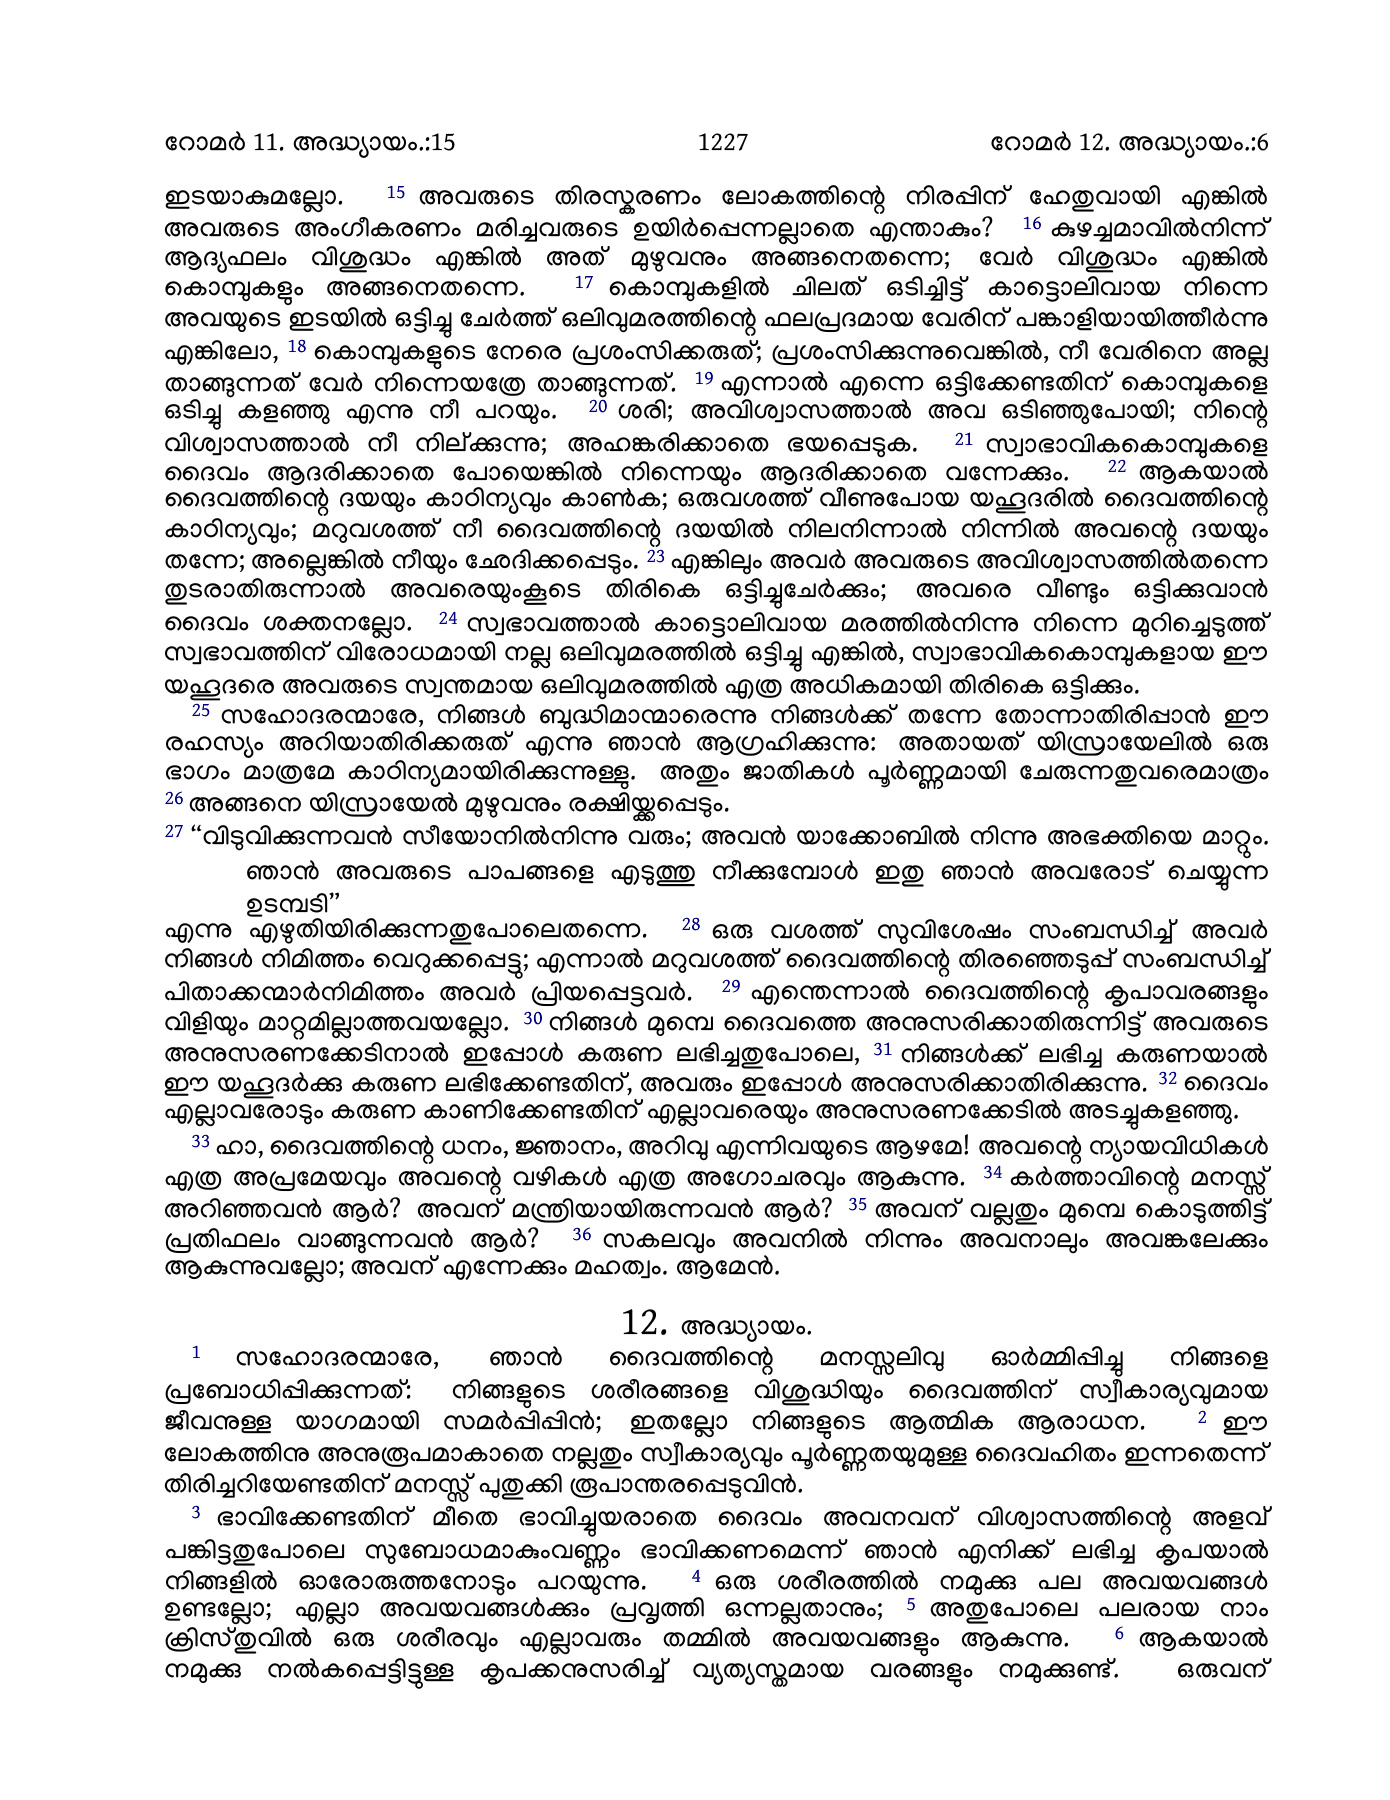 റോമർ 11. അദ്ധ്യായം.:15 1227 റോമർ 12. അദ്ധ്യായം.:6
ഇടയാകുമല്ലോ. 15 അവരുടെ തിരസ്കരണം ലോകത്തിന്റെ നിരപ്പിന് ഹേതുവായി എങ്കിൽ
അവരുടെ അംഗീകരണം മരിച്ചവരുടെ ഉയിർപ്പെന്നല്ലാതെ എന്താകും? 16 കുഴച്ചമാവിൽനിന്ന്
ആദ്യഫലം വിശുദ്ധം എങ്കിൽ അത് മുഴുവനും അങ്ങനെതന്നെ; വേർ വിശുദ്ധം എങ്കിൽ
കൊമ്പുകളും അങ്ങനെതന്നെ. 17 കൊമ്പുകളിൽ ചിലത് ഒടിച്ചിട്ട് കാട്ടൊലിവായ നിന്നെ
അവയുടെ ഇടയിൽ ഒട്ടിച്ചു ചേർത്ത് ഒലിവുമരത്തിന്റെ ഫലപ്രദമായ വേരിന് പങ്കാളിയായിത്തീർന്നു
എങ്കിലോ, 18 കൊമ്പുകളുടെ നേരെ പ്രശംസിക്കരുത്; പ്രശംസിക്കുന്നുവെങ്കിൽ, നീ വേരിനെ അല്ല
താങ്ങുന്നത് വേർ നിന്നെയത്രേ താങ്ങുന്നത്. 19 എന്നാൽ എന്നെ ഒട്ടിക്കേണ്ടതിന് കൊമ്പുകളെ
ഒടിച്ചു കളഞ്ഞു എന്നു നീ പറയും. 20 ശരി; അവിശ്വാസത്താൽ അവ ഒടിഞ്ഞുപോയി; നിന്റെ
വിശ്വാസത്താൽ നീ നില്ക്കുന്നു; അഹങ്കരിക്കാതെ ഭയപ്പെടുക. 21 സ്വാഭാവികകൊമ്പുകളെ
ദൈവം ആദരിക്കാതെ പോയെങ്കിൽ നിന്നെയും ആദരിക്കാതെ വന്നേക്കും. 22 ആകയാൽ
ദൈവത്തിന്റെ ദയയും കാഠിന്യവും കാൺക; ഒരുവശത്ത് വീണുപോയ യഹൂദരിൽ ദൈവത്തിന്റെ
കാഠിന്യവും; മറുവശത്ത് നീ ദൈവത്തിന്റെ ദയയിൽ നിലനിന്നാൽ നിന്നിൽ അവന്റെ ദയയും
തന്നേ; അല്ലെങ്കിൽ നീയും ഛേദിക്കപ്പെടും. 23 എങ്കിലും അവർ അവരുടെ അവിശ്വാസത്തിൽതന്നെ
തുടരാതിരുന്നാൽ അവരെയുംകൂടെ തിരികെ ഒട്ടിച്ചുചേർക്കും; അവരെ വീണ്ടും ഒട്ടിക്കുവാൻ
ദൈവം ശക്തനല്ലോ. 24 സ്വഭാവത്താൽ കാട്ടൊലിവായ മരത്തിൽനിന്നു നിന്നെ മുറിച്ചെടുത്ത്
സ്വഭാവത്തിന് വിരോധമായി നല്ല ഒലിവുമരത്തിൽ ഒട്ടിച്ചു എങ്കിൽ, സ്വാഭാവികകൊമ്പുകളായ ഈ
യഹൂദരെ അവരുടെ സ്വന്തമായ ഒലിവുമരത്തിൽ എത്ര അധികമായി തിരികെ ഒട്ടിക്കും.
25 സഹോദരന്മാരേ, നിങ്ങൾ ബുദ്ധിമാന്മാരെന്നു നിങ്ങൾക്ക് തന്നേ തോന്നാതിരിപ്പാൻ ഈ
രഹസ്യം അറിയാതിരിക്കരുത് എന്നു ഞാൻ ആഗ്രഹിക്കുന്നു: അതായത് യിസ്രായേലിൽ ഒരു
ഭാഗം മാത്രമേ കാഠിന്യമായിരിക്കുന്നുള്ളു. അതും ജാതികൾ പൂർണ്ണമായി ചേരുന്നതുവരെമാത്രം
26 അങ്ങനെ യിസ്രായേൽ മുഴുവനും രക്ഷിയ്ക്കപ്പെടും.
27 “വിടുവിക്കുന്നവൻ സീയോനിൽനിന്നു വരും; അവൻ യാക്കോബിൽ നിന്നു അഭക്തിയെ മാറ്റും.
ഞാൻ അവരുടെ പാപങ്ങളെ എടുത്തു നീക്കുമ്പോൾ ഇതു ഞാൻ അവരോട് ചെയ്യുന്ന
ഉടമ്പടി”
എന്നു എഴുതിയിരിക്കുന്നതുപോലെതന്നെ. 28 ഒരു വശത്ത് സുവിശേഷം സംബന്ധിച്ച് അവർ
നിങ്ങൾ നിമിത്തം വെറുക്കപ്പെട്ടു; എന്നാൽ മറുവശത്ത് ദൈവത്തിന്റെ തിരഞ്ഞെടുപ്പ് സംബന്ധിച്ച്
പിതാക്കന്മാർനിമിത്തം അവർ പ്രിയപ്പെട്ടവർ. 29 എന്തെന്നാൽ ദൈവത്തിന്റെ കൃപാവരങ്ങളും
വിളിയും മാറ്റമില്ലാത്തവയല്ലോ. 30 നിങ്ങൾ മുമ്പെ ദൈവത്തെ അനുസരിക്കാതിരുന്നിട്ട് അവരുടെ
അനുസരണക്കേടിനാൽ ഇപ്പോൾ കരുണ ലഭിച്ചതുപോലെ, 31 നിങ്ങൾക്ക് ലഭിച്ച കരുണയാൽ
ഈ യഹൂദർക്കു കരുണ ലഭിക്കേണ്ടതിന്, അവരും ഇപ്പോൾ അനുസരിക്കാതിരിക്കുന്നു. 32 ദൈവം
എല്ലാവരോടും കരുണ കാണിക്കേണ്ടതിന് എല്ലാവരെയും അനുസരണക്കേടിൽ അടച്ചുകളഞ്ഞു.
33 ഹാ, ദൈവത്തിന്റെ ധനം, ജ്ഞാനം, അറിവു എന്നിവയുടെ ആഴമേ! അവന്റെ ന്യായവിധികൾ
എത്ര അപ്രമേയവും അവന്റെ വഴികൾ എത്ര അഗോചരവും ആകുന്നു. 34 കർത്താവിന്റെ മനസ്സ്
അറിഞ്ഞവൻ ആർ? അവന് മന്ത്രിയായിരുന്നവൻ ആർ? 35 അവന് വല്ലതും മുമ്പെ കൊടുത്തിട്ട്
പ്രതിഫലം വാങ്ങുന്നവൻ ആർ? 36 സകലവും അവനിൽ നിന്നും അവനാലും അവങ്കലേക്കും
ആകുന്നുവല്ലോ; അവന് എന്നേക്കും മഹത്വം. ആമേൻ.
12. അദ്ധ്യായം.
1 സഹോദരന്മാരേ, ഞാൻ ദൈവത്തിന്റെ മനസ്സലിവു ഓർമ്മിപ്പിച്ചു നിങ്ങളെ
പ്രബോധിപ്പിക്കുന്നത്: നിങ്ങളുടെ ശരീരങ്ങളെ വിശുദ്ധിയും ദൈവത്തിന് സ്വീകാര്യവുമായ
ജീവനുള്ള യാഗമായി സമർപ്പിപ്പിൻ; ഇതല്ലോ നിങ്ങളുടെ ആത്മിക ആരാധന. 2 ഈ
ലോകത്തിനു അനുരൂപമാകാതെ നല്ലതും സ്വീകാര്യവും പൂർണ്ണതയുമുള്ള ദൈവഹിതം ഇന്നതെന്ന്
തിരിച്ചറിയേണ്ടതിന് മനസ്സ് പുതുക്കി രൂപാന്തരപ്പെടുവിൻ.
3 ഭാവിക്കേണ്ടതിന് മീതെ ഭാവിച്ചുയരാതെ ദൈവം അവനവന് വിശ്വാസത്തിന്റെ അളവ്
പങ്കിട്ടതുപോലെ സുബോധമാകുംവണ്ണം ഭാവിക്കണമെന്ന് ഞാൻ എനിക്ക് ലഭിച്ച കൃപയാൽ
നിങ്ങളിൽ ഓരോരുത്തനോടും പറയുന്നു. 4 ഒരു ശരീരത്തിൽ നമുക്കു പല അവയവങ്ങൾ
ഉണ്ടല്ലോ; എല്ലാ അവയവങ്ങൾക്കും പ്രവൃത്തി ഒന്നല്ലതാനും; 5 അതുപോലെ പലരായ നാം
ക്രിസ്തുവിൽ ഒരു ശരീരവും എല്ലാവരും തമ്മിൽ അവയവങ്ങളും ആകുന്നു. 6 ആകയാൽ
നമുക്കു നൽകപ്പെട്ടിട്ടുള്ള കൃപക്കനുസരിച്ച് വ്യത്യസ്തമായ വരങ്ങളും നമുക്കുണ്ട്. ഒരുവന്